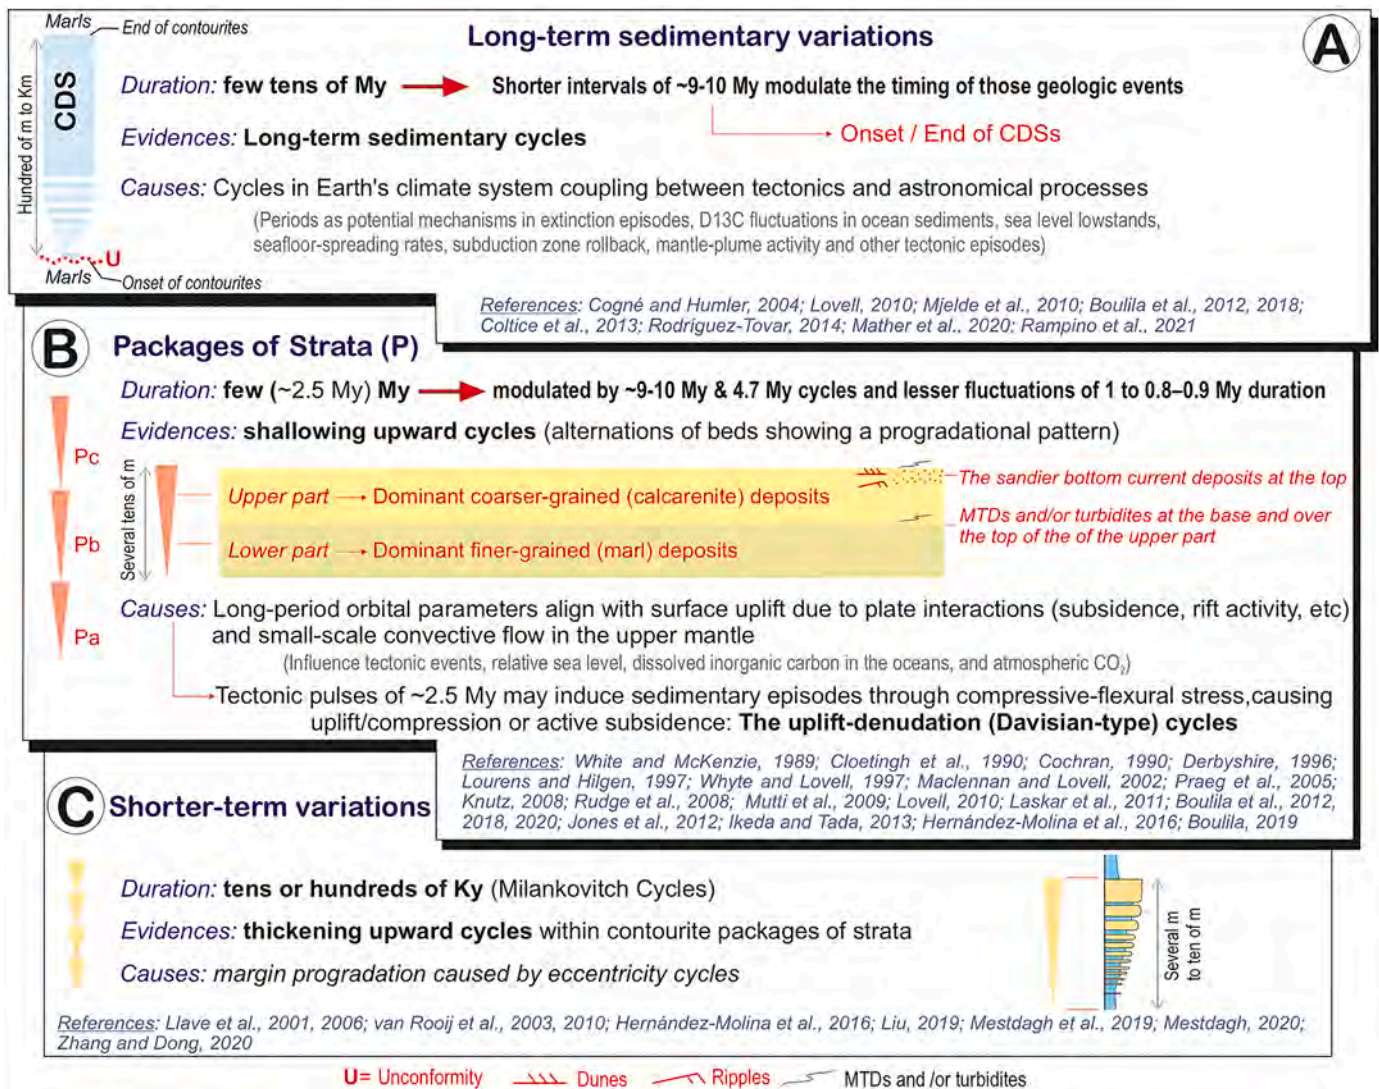 Marls
End of contourites
Long-term sedimentary variations
A
Hundred of m to Km
CDS
Duration: few tens of My
Shorter intervals of ~9-10 My modulate the timing of those geologic events
Evidences: Long-term sedimentary cycles
Onset / End of CDSs
Causes: Cycles in Earth's climate system coupling between tectonics and astronomical processes
(Periods as potential mechanisms in extinction episodes, D13C fluctuations in ocean sediments, sea level lowstands,
seafloor-spreading rates, subduction zone rollback, mantle-plume activity and other tectonic episodes)
U
Marls
Onset of contourites
References: Cogné and Humler, 2004; Lovell, 2010; Mjelde et al., 2010; Boulila et al., 2012, 2018;
Coltice et al., 2013; Rodríguez-Tovar, 2014; Mather et al., 2020; Rampino et al., 2021
B
Packages of Strata (P)
Duration: few (~2.5 My) My
modulated by ~9-10 My & 4.7 My cycles and lesser fluctuations of 1 to 0.8–0.9 My duration
Evidences: shallowing upward cycles (alternations of beds showing a progradational pattern)
Pc
Pb
Pa
Several tens of m
Upper part
Dominant coarser-grained (calcarenite) deposits
The sandier bottom current deposits at the top
Lower part
Dominant finer-grained (marl) deposits
MTDs and/or turbidites at the base and over
the top of the of the upper part
Causes: Long-period orbital parameters align with surface uplift due to plate interactions (subsidence, rift activity, etc)
and small-scale convective flow in the upper mantle
(Influence tectonic events, relative sea level, dissolved inorganic carbon in the oceans, and atmospheric CO₂)
Tectonic pulses of ~2.5 My may induce sedimentary episodes through compressive-flexural stress,causing
uplift/compression or active subsidence: The uplift-denudation (Davisian-type) cycles
References: White and McKenzie, 1989; Cloetingh et al., 1990; Cochran, 1990; Derbyshire, 1996;
Lourens and Hilgen, 1997; Whyte and Lovell, 1997; Maclennan and Lovell, 2002; Praeg et al., 2005;
Knutz, 2008; Rudge et al., 2008; Mutti et al., 2009; Lovell, 2010; Laskar et al., 2011; Boulila et al., 2012,
2018, 2020; Jones et al., 2012; Ikeda and Tada, 2013; Hernández-Molina et al., 2016; Boulila, 2019
C
Shorter-term variations
Duration: tens or hundreds of Ky (Milankovitch Cycles)
Evidences: thickening upward cycles within contourite packages of strata
Causes: margin progradation caused by eccentricity cycles
Several m
to ten of m
References: Llave et al., 2001, 2006; van Rooij et al., 2003, 2010; Hernández-Molina et al., 2016; Liu, 2019; Mestdagh et al., 2019; Mestdagh, 2020;
Zhang and Dong, 2020
U= Unconformity
Dunes
Ripples
MTDs and /or turbidites